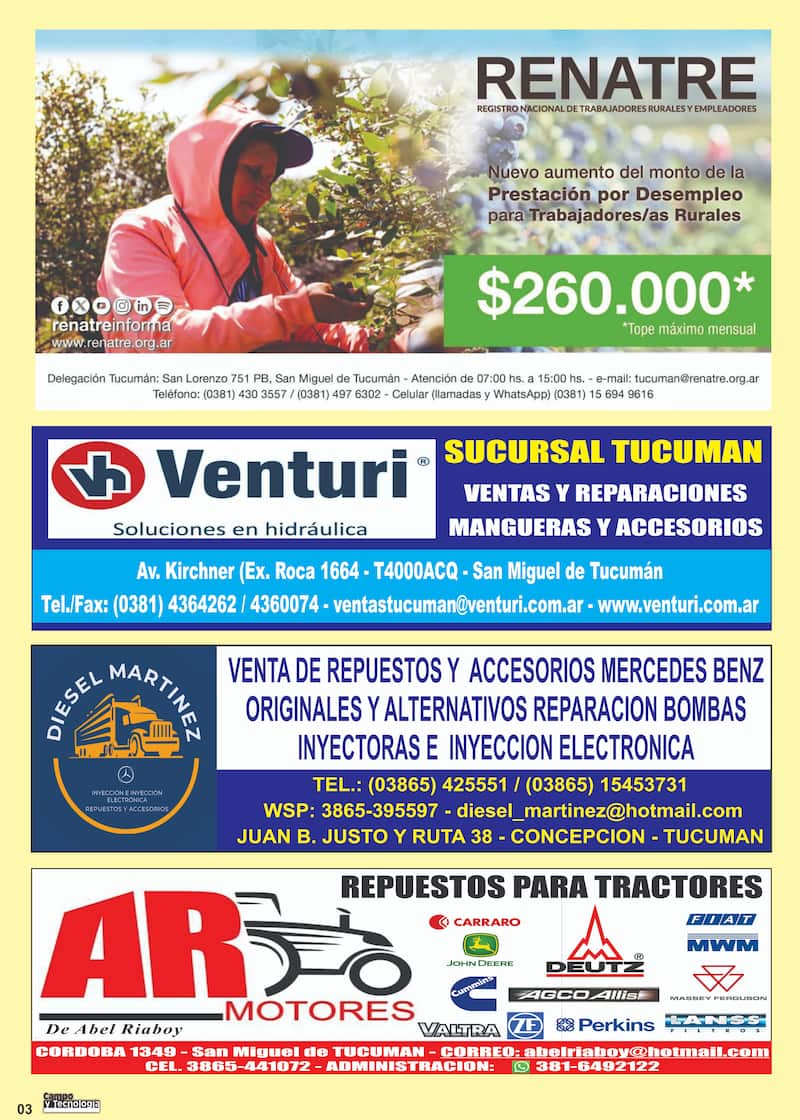 RENATRE
REGISTRO NACIONAL DE TRABAJADORES RURALES Y EMPLEADORES
Nuevo aumento del monto de la
Prestación por Desempleo
para Trabajadores/as Rurales
$260.000*
*Tope máximo mensual
renatreinforma
www.renatre.org.ar
Delegación Tucumán: San Lorenzo 751 PB, San Miguel de Tucumán - Atención de 07:00 hs. a 15:00 hs. - e-mail: tucuman@renatre.org.ar
Teléfono: (0381) 430 3557 / (0381) 497 6302 - Celular (llamadas y WhatsApp) (0381) 15 694 9616
vh Venturi ®
Soluciones en hidráulica
SUCURSAL TUCUMAN
VENTAS Y REPARACIONES
MANGUERAS Y ACCESORIOS
Av. Kirchner (Ex. Roca 1664 - T4000ACQ - San Miguel de Tucumán
Tel./Fax: (0381) 4364262 / 4360074 - ventastucuman@venturi.com.ar - www.venturi.com.ar
DIESEL MARTINEZ
INYECCION E INYECCION
ELECTRONICA
REPUESTOS Y ACCESORIOS
VENTA DE REPUESTOS Y ACCESORIOS MERCEDES BENZ
ORIGINALES Y ALTERNATIVOS REPARACION BOMBAS
INYECTORAS E INYECCION ELECTRONICA
TEL.: (03865) 425551 / (03865) 15453731
WSP: 3865-395597 - diesel_martinez@hotmail.com
JUAN B. JUSTO Y RUTA 38 - CONCEPCION - TUCUMAN
AR
MOTORES
De Abel Riaboy
REPUESTOS PARA TRACTORES
CARRARO
JOHN DEERE
DEUTZ ®
FIAT
MWM
Cummins
AGCO Allis
MASSEY FERGUSON
VALTRA
ZF
Perkins
LANSS
FILTROS
CORDOBA 1349 - San Miguel de TUCUMAN - CORREO: abelriaboy@hotmail.com
CEL. 3865-441072 - ADMINISTRACION: 381-6492122
03
Campo
y Tecnología